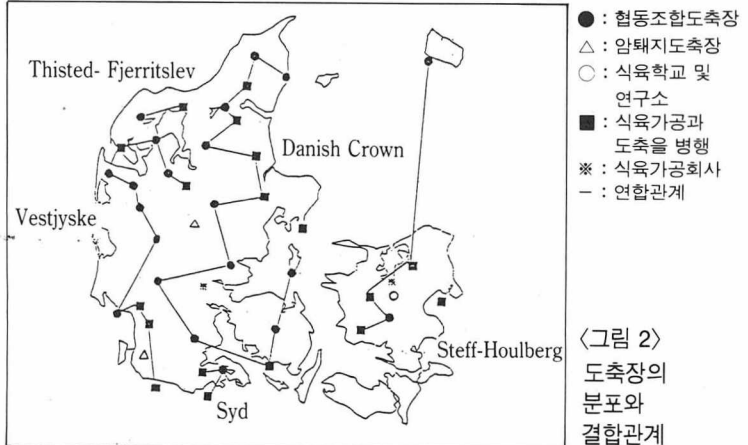 Thisted- Fjerritslev
Danish Crown
Vestjyske
Steff-Houlberg
Syd
● : 협동조합도축장
△ : 암퇘지도축장
○ : 식육학교 및
연구소
■ : 식육가공과
도축을 병행
※ : 식육가공회사
− : 연합관계
〈그림 2〉
도축장의
분포와
결합관계